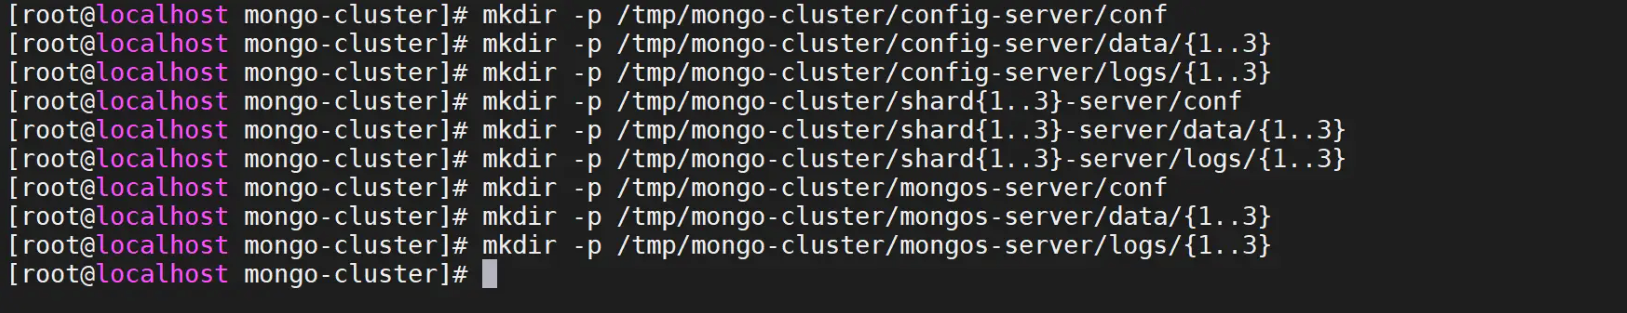 [root@localhost mongo-cluster]# mkdir -p /tmp/mongo-cluster/config-server/conf
[root@localhost mongo-cluster]# mkdir -p /tmp/mongo-cluster/config-server/data/{1..3}
[root@localhost mongo-cluster]# mkdir -p /tmp/mongo-cluster/config-server/logs/{1..3}
[root@localhost mongo-cluster]# mkdir -p /tmp/mongo-cluster/shard{1..3}-server/conf
[root@localhost mongo-cluster]# mkdir -p /tmp/mongo-cluster/shard{1..3}-server/data/{1..3}
[root@localhost mongo-cluster]# mkdir -p /tmp/mongo-cluster/shard{1..3}-server/logs/{1..3}
[root@localhost mongo-cluster]# mkdir -p /tmp/mongo-cluster/mongos-server/conf
[root@localhost mongo-cluster]# mkdir -p /tmp/mongo-cluster/mongos-server/data/{1..3}
[root@localhost mongo-cluster]# mkdir -p /tmp/mongo-cluster/mongos-server/logs/{1..3}
[root@localhost mongo-cluster]#